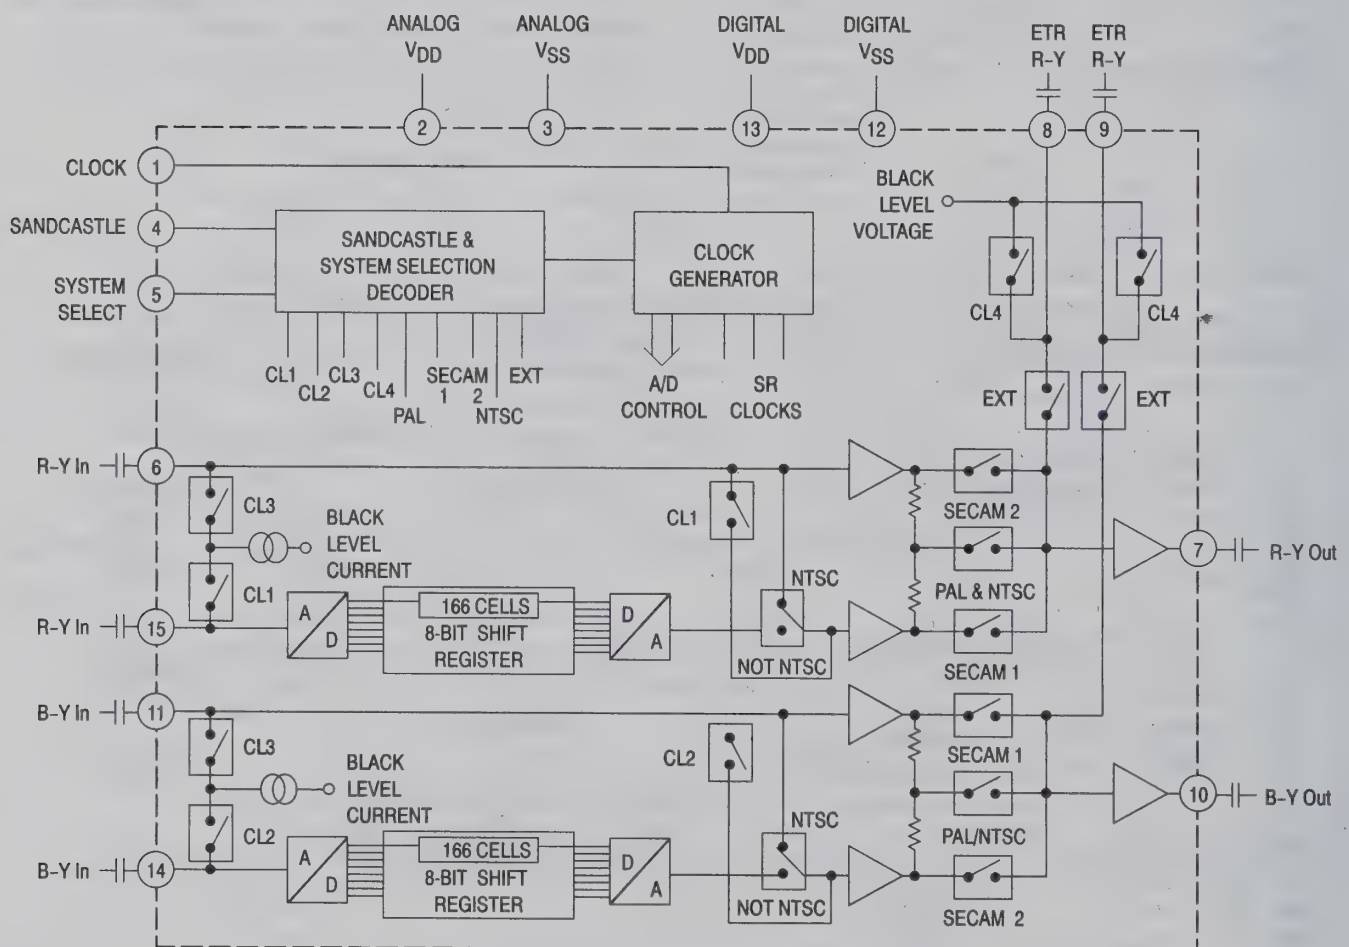 ANALOG
VDD
ANALOG
VSS
DIGITAL
VDD
DIGITAL
VSS
ETR
R–Y
ETR
R–Y
2
3
13
12
8
9
CLOCK
1
SANDCASTLE
4
SYSTEM
SELECT
5
SANDCASTLE &
SYSTEM SELECTION
DECODER
CLOCK
GENERATOR
BLACK
LEVEL
VOLTAGE
CL4
CL4
CL1
CL2
CL3
CL4
PAL
SECAM
1
2
NTSC
EXT
A/D
CONTROL
SR
CLOCKS
EXT
EXT
R–Y In
6
CL3
BLACK
LEVEL
CURRENT
CL1
CL1
SECAM 2
NTSC
PAL & NTSC
7
R–Y Out
R–Y In
15
A
D
166 CELLS
8-BIT SHIFT
REGISTER
D
A
NOT NTSC
SECAM 1
B–Y In
11
CL3
BLACK
LEVEL
CURRENT
CL2
CL2
SECAM 1
NTSC
PAL/NTSC
10
B–Y Out
B–Y In
14
A
D
166 CELLS
8-BIT SHIFT
REGISTER
D
A
NOT NTSC
SECAM 2